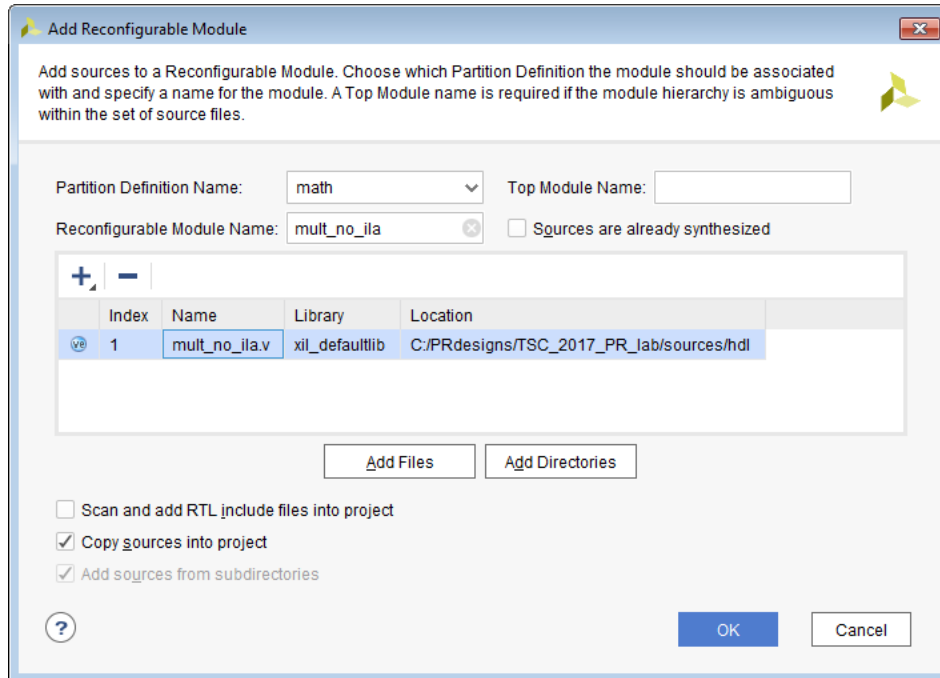 Add Reconfigurable Module
Add sources to a Reconfigurable Module. Choose which Partition Definition the module should be associated
with and specify a name for the module. A Top Module name is required if the module hierarchy is ambiguous
within the set of source files.
Partition Definition Name: math Top Module Name:
Reconfigurable Module Name: mult_no_ila Sources are already synthesized
Index Name Library Location
ve 1 mult_no_ila.v xil_defaultlib C:/PRdesigns/TSC_2017_PR_lab/sources/hdl
Add Files Add Directories
Scan and add RTL include files into project
Copy sources into project
Add sources from subdirectories
? OK Cancel